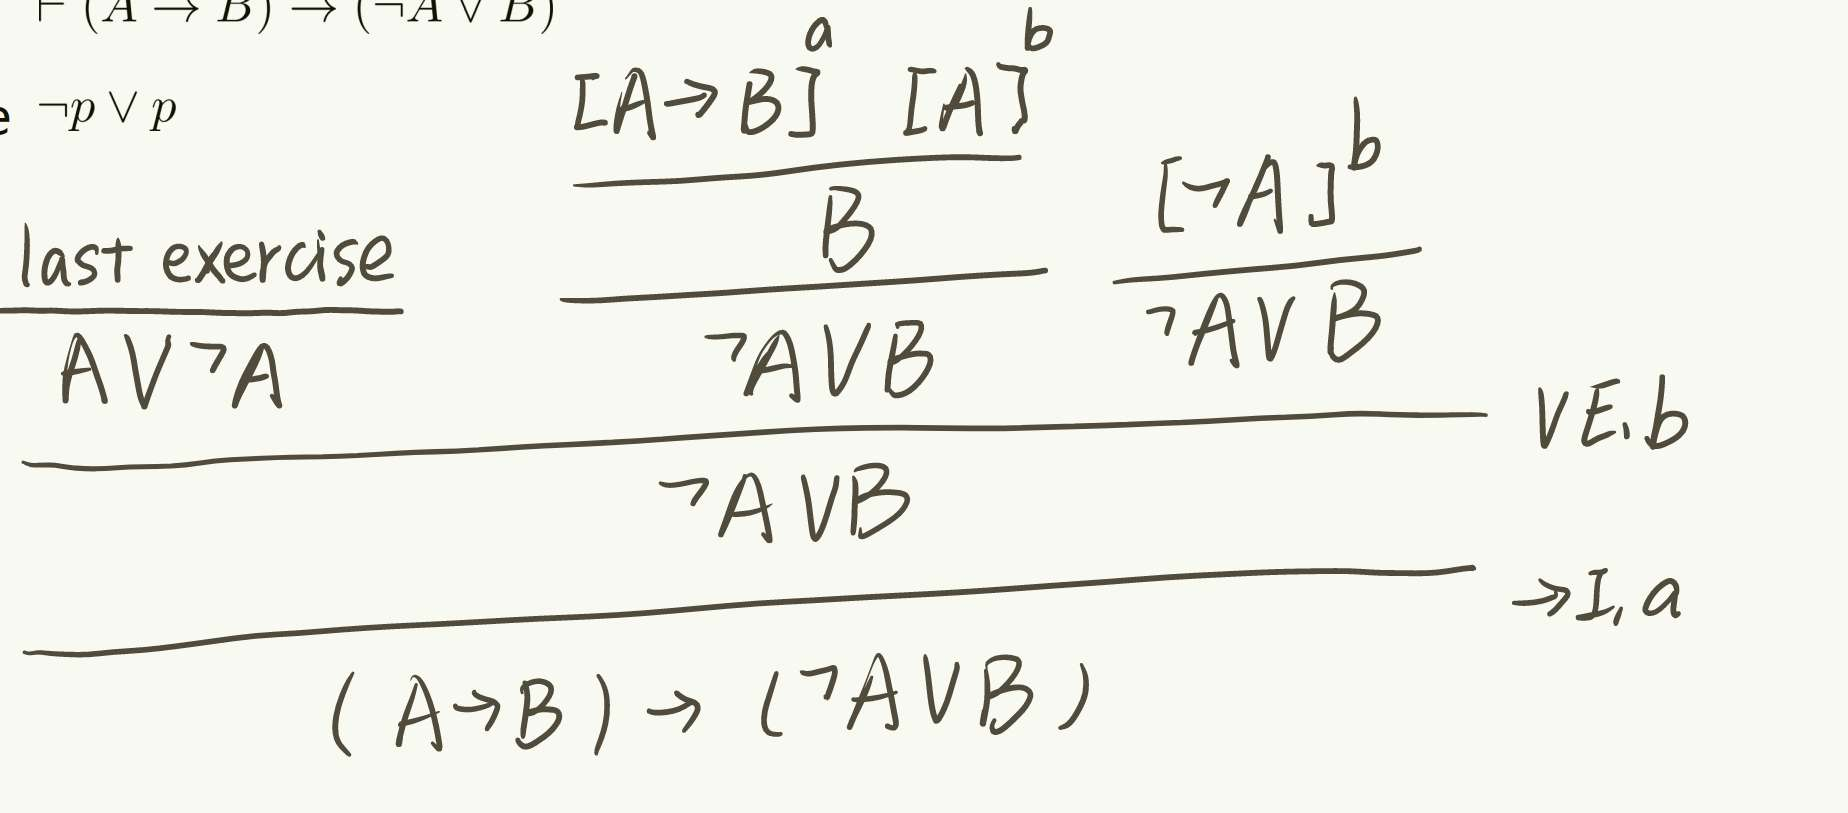 ⊢ (A → B) → (¬A ∨ B)
a b
[A→B] [A]
e ¬p ∨ p
b
[¬A]
B
last exercise
A∨¬A ¬A∨B ¬A∨B
∨E, b
¬A∨B
→I, a
(A→B)→(¬A∨B)